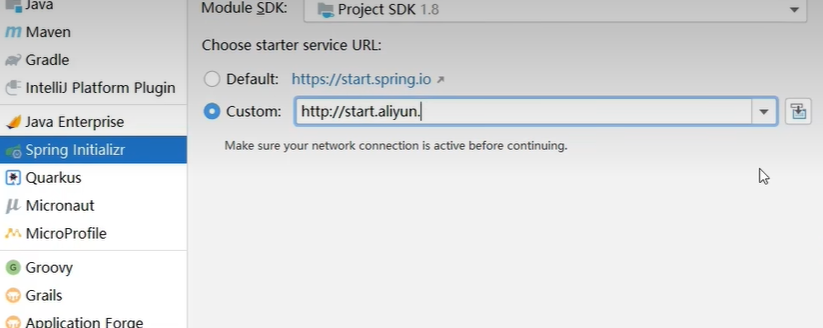 Java
Maven
Gradle
IntelliJ Platform Plugin
Java Enterprise
Spring Initializr
Quarkus
Micronaut
MicroProfile
Groovy
Grails
Application Forge
Module SDK: Project SDK 1.8
Choose starter service URL:
Default: https://start.spring.io
Custom: http://start.aliyun.
Make sure your network connection is active before continuing.